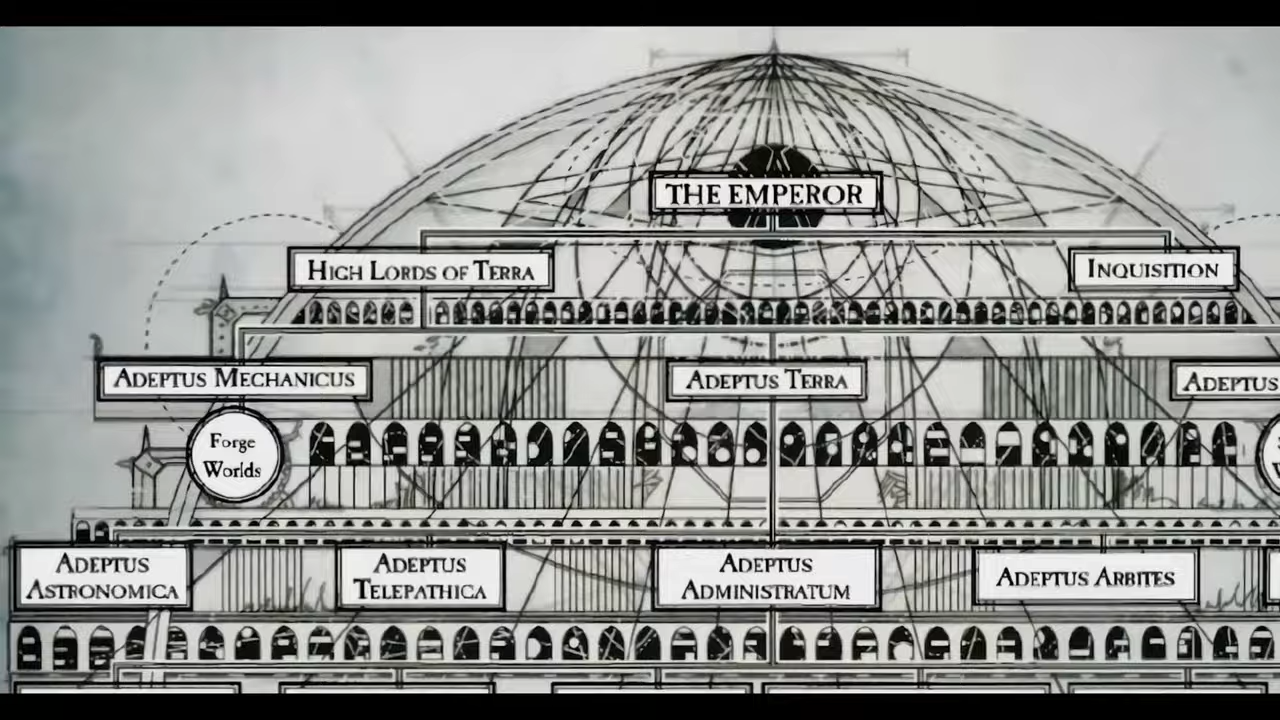 THE EMPEROR
HIGH LORDS OF TERRA
INQUISITION
ADEPTUS MECHANICUS
ADEPTUS TERRA
ADEPTUS
Forge
Worlds
ADEPTUS
ASTRONOMICA
ADEPTUS
TELEPATHICA
ADEPTUS
ADMINISTRATUM
ADEPTUS ARBITES